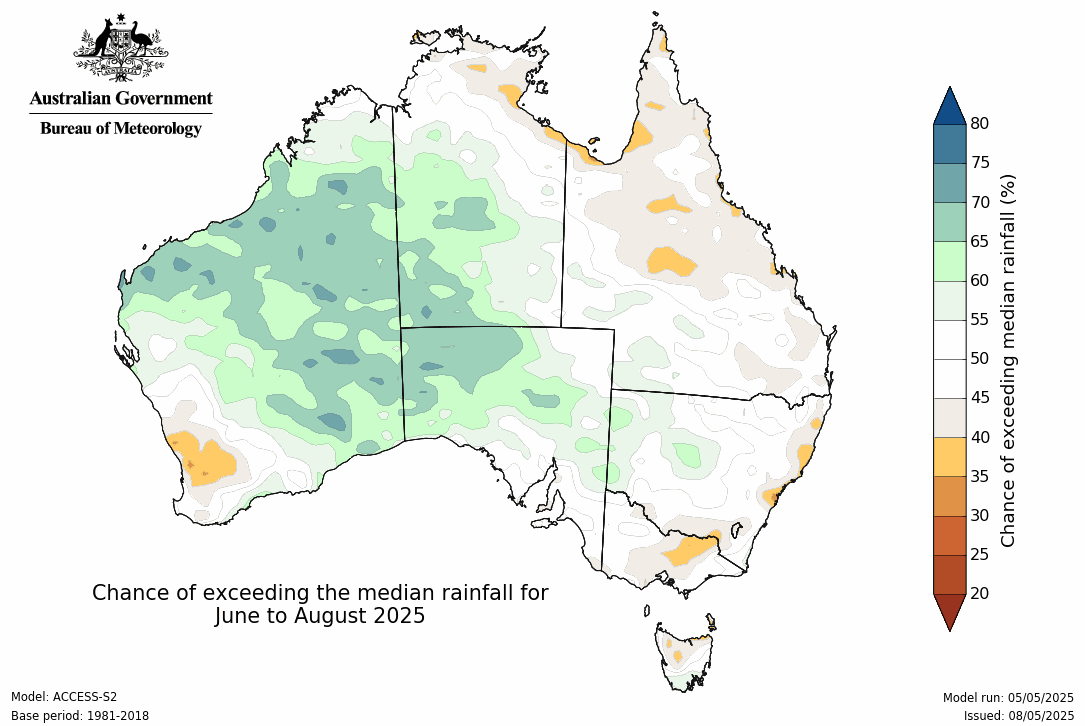 Australian Government
Bureau of Meteorology
80
75
70
65
60
55
50
45
40
35
30
25
20
Chance of exceeding median rainfall (%)
Chance of exceeding the median rainfall for
June to August 2025
Model: ACCESS-S2
Base period: 1981-2018
Model run: 05/05/2025
Issued: 08/05/2025